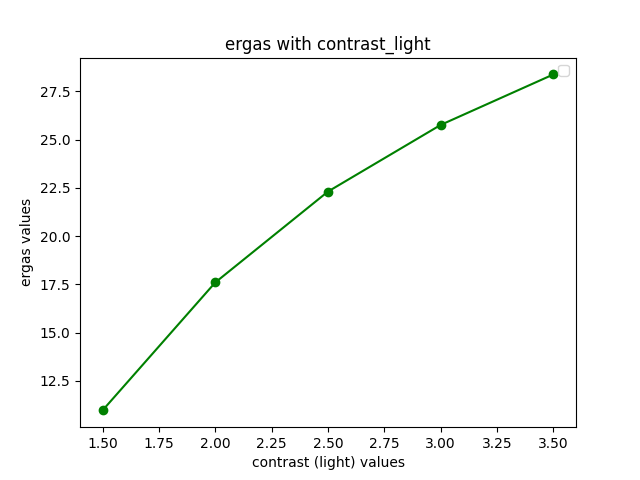 ergas with contrast_light
27.5
25.0
22.5
20.0
17.5
15.0
12.5
ergas values
1.50 1.75 2.00 2.25 2.50 2.75 3.00 3.25 3.50
contrast (light) values